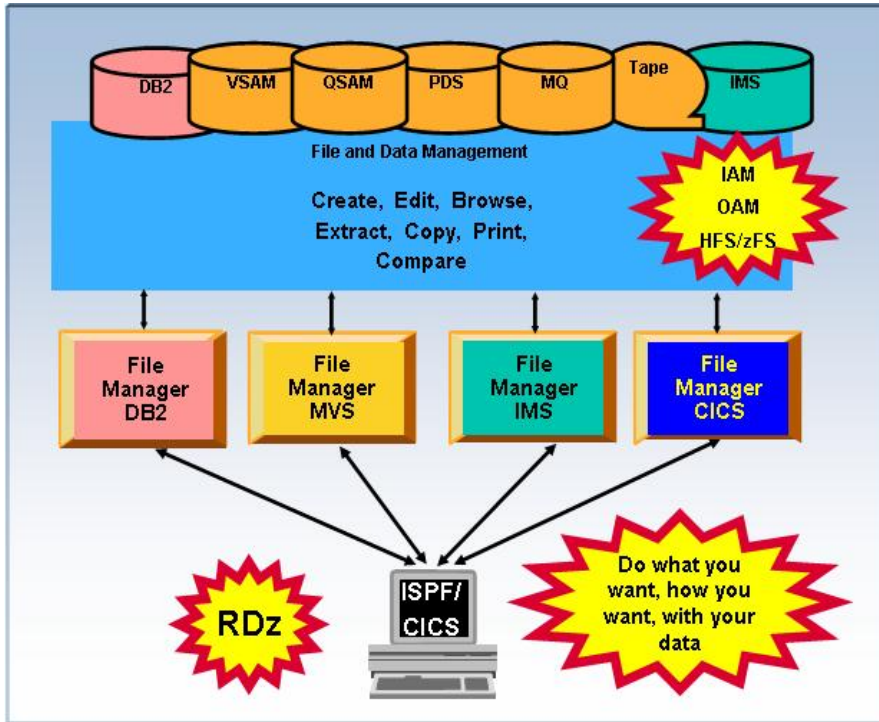 DB2
VSAM
QSAM
PDS
MQ
Tape
IMS
File and Data Management
Create, Edit, Browse,
Extract, Copy, Print,
Compare
IAM
OAM
HFS/zFS
File
Manager
DB2
File
Manager
MVS
File
Manager
IMS
File
Manager
CICS
RDz
ISPF/
CICS
Do what you
want, how you
want, with your
data